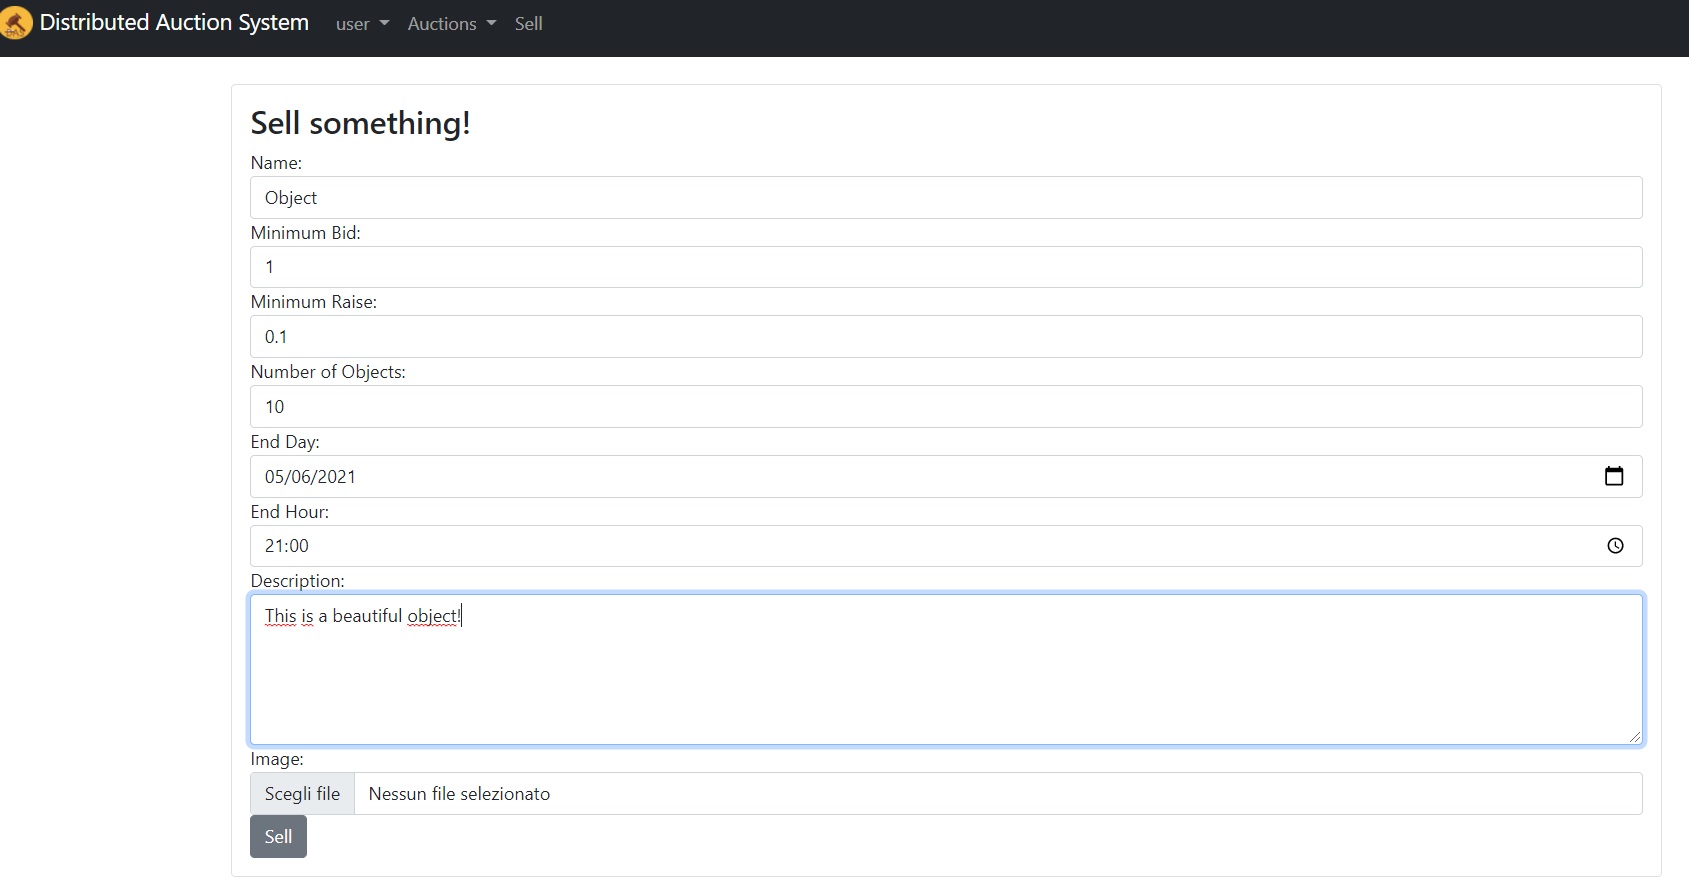 Distributed Auction System user Auctions Sell
Sell something!
Name:
Object
Minimum Bid:
1
Minimum Raise:
0.1
Number of Objects:
10
End Day:
05/06/2021
End Hour:
21:00
Description:
This is a beautiful object!
Image:
Scegli file Nessun file selezionato
Sell